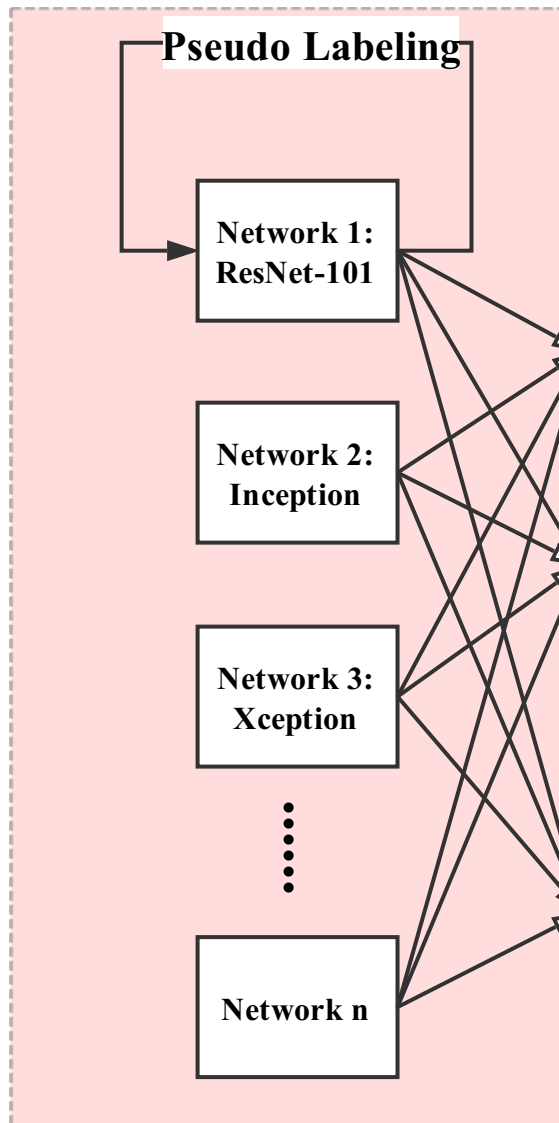 Pseudo Labeling
Network 1:
ResNet-101
Network 2:
Inception
Network 3:
Xception
Network n